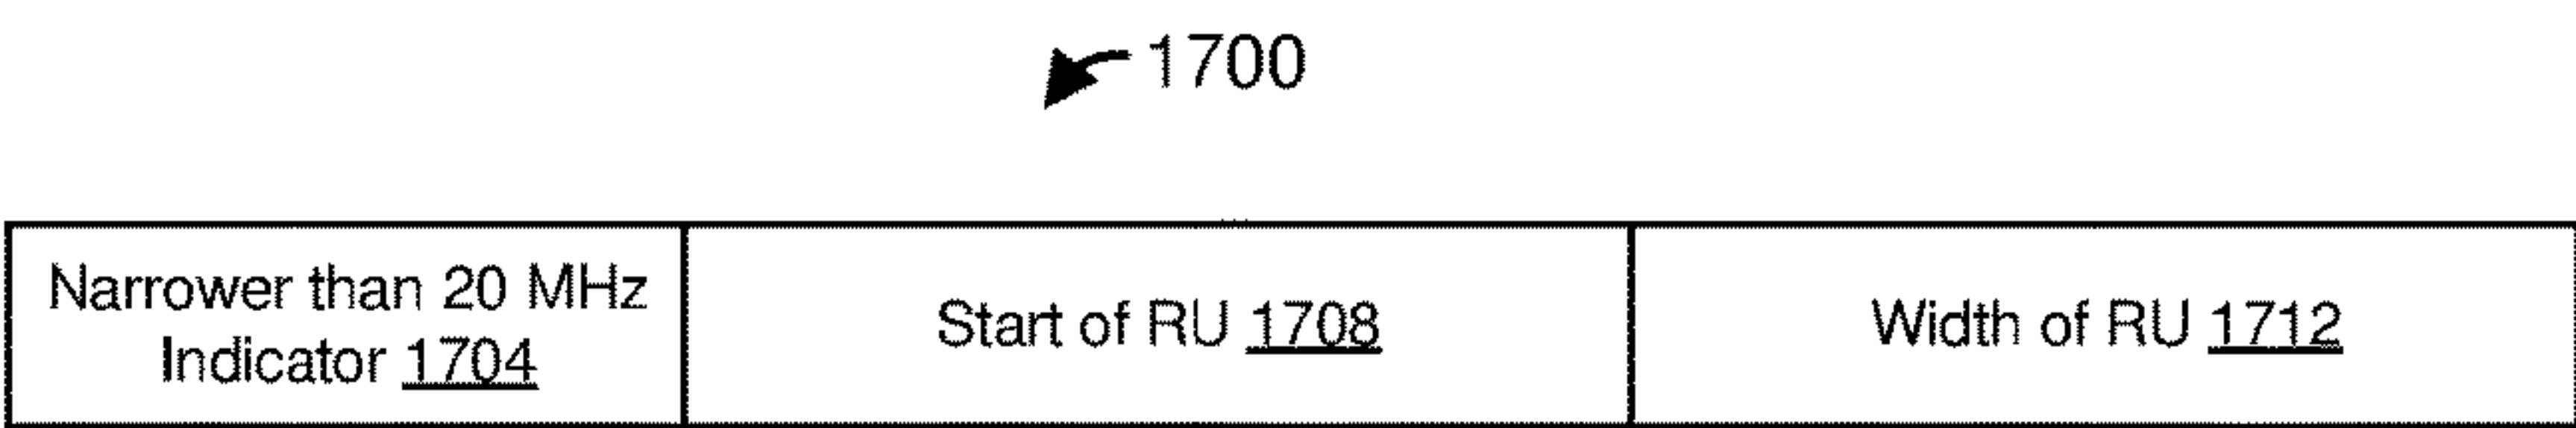 1700
Narrower than 20 MHz
Indicator 1704
Start of RU 1708
Width of RU 1712